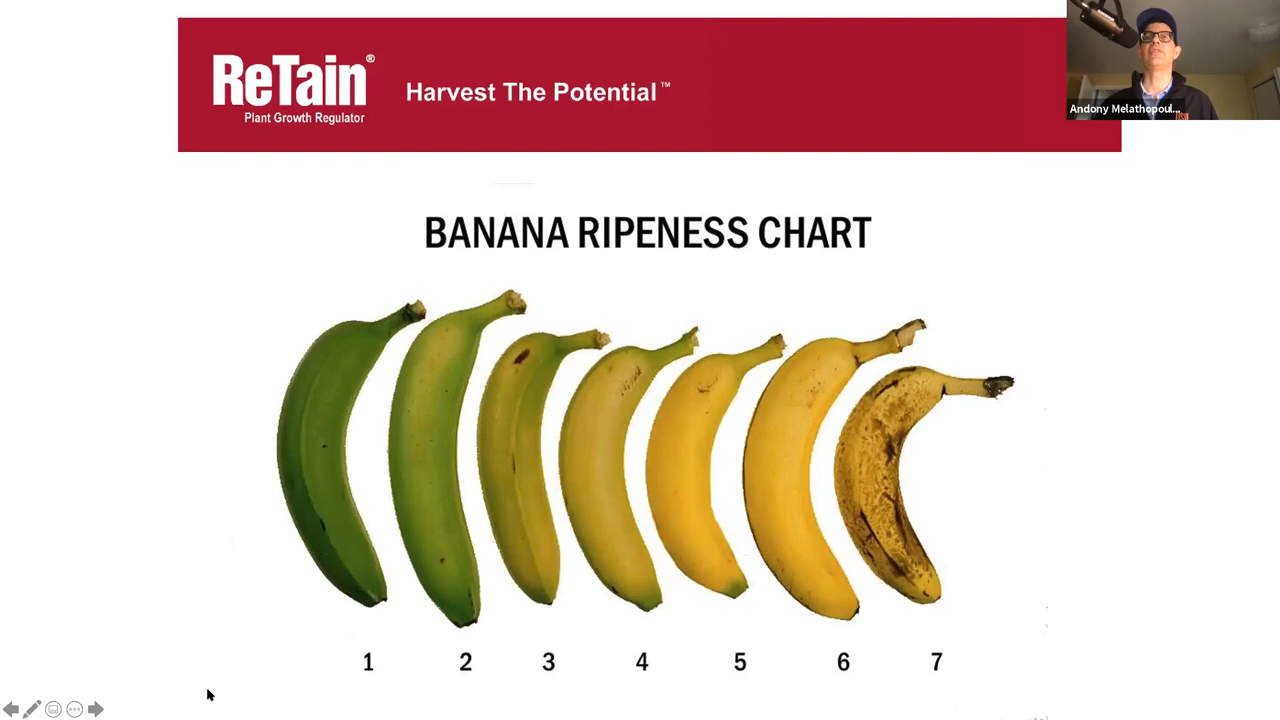 ReTain®
Plant Growth Regulator
Harvest The Potential™
Andony Melathopoul...
BANANA RIPENESS CHART
1 2 3 4 5 6 7